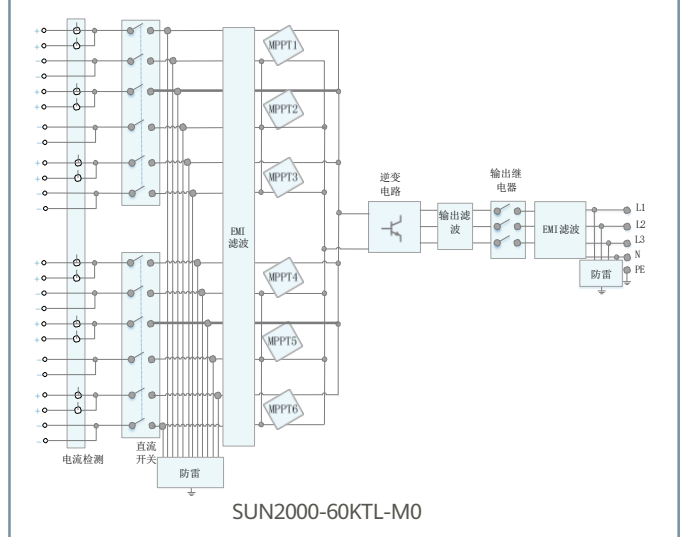 MPPT1
MPPT2
MPPT3
EMI
滤波
MPPT4
MPPT5
MPPT6
逆变
电路
输出滤
波
输出继
电器
EMI滤波
L1
L2
L3
N
PE
防雷
电流检测
直流
开关
防雷
SUN2000-60KTL-M0